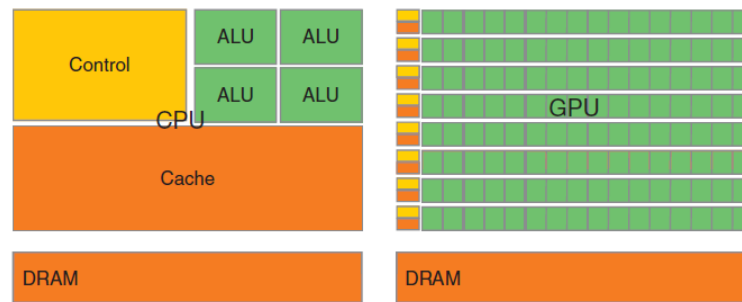 Control
ALU
ALU
ALU
ALU
CPU
Cache
DRAM
GPU
DRAM